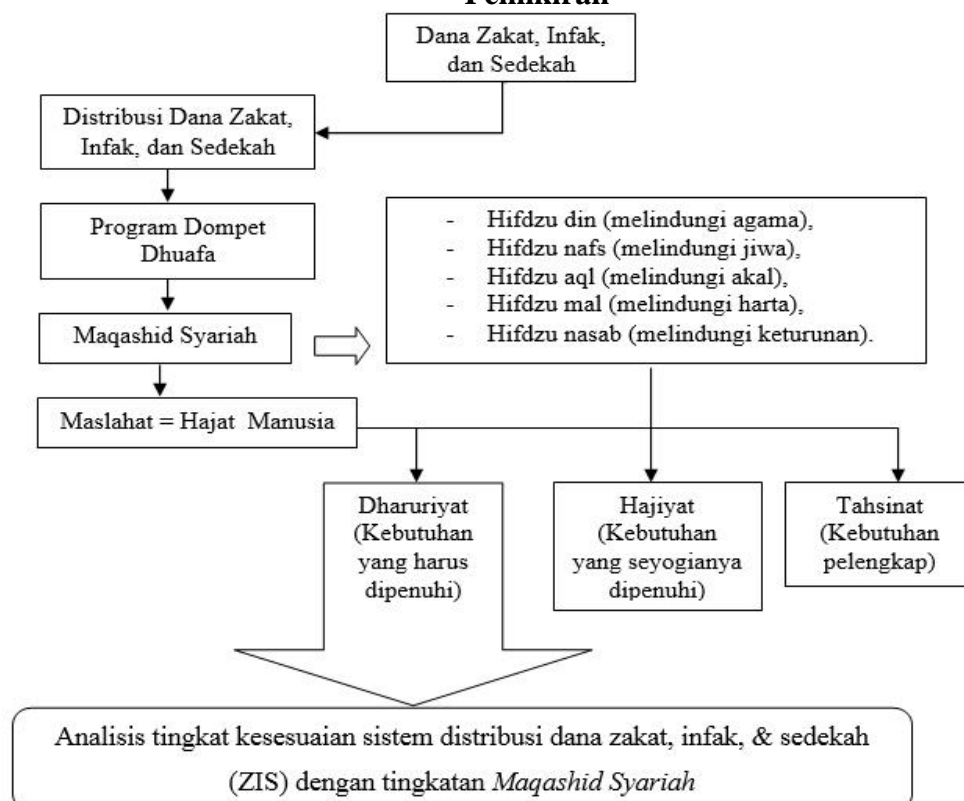 Pemikiran
Dana Zakat, Infak,
dan Sedekah
Distribusi Dana Zakat,
Infak, dan Sedekah
Program Dompet
Dhuafa
- Hifdzu din (melindungi agama),
- Hifdzu nafs (melindungi jiwa),
- Hifdzu aql (melindungi akal),
- Hifdzu mal (melindungi harta),
- Hifdzu nasab (melindungi keturunan).
Maqashid Syariah
Maslahat = Hajat Manusia
Dharuriyat
(Kebutuhan
yang harus
dipenuhi)
Hajiyat
(Kebutuhan
yang seyogianya
dipenuhi)
Tahsinat
(Kebutuhan
pelengkap)
Analisis tingkat kesesuaian sistem distribusi dana zakat, infak, & sedekah
(ZIS) dengan tingkatan Maqashid Syariah